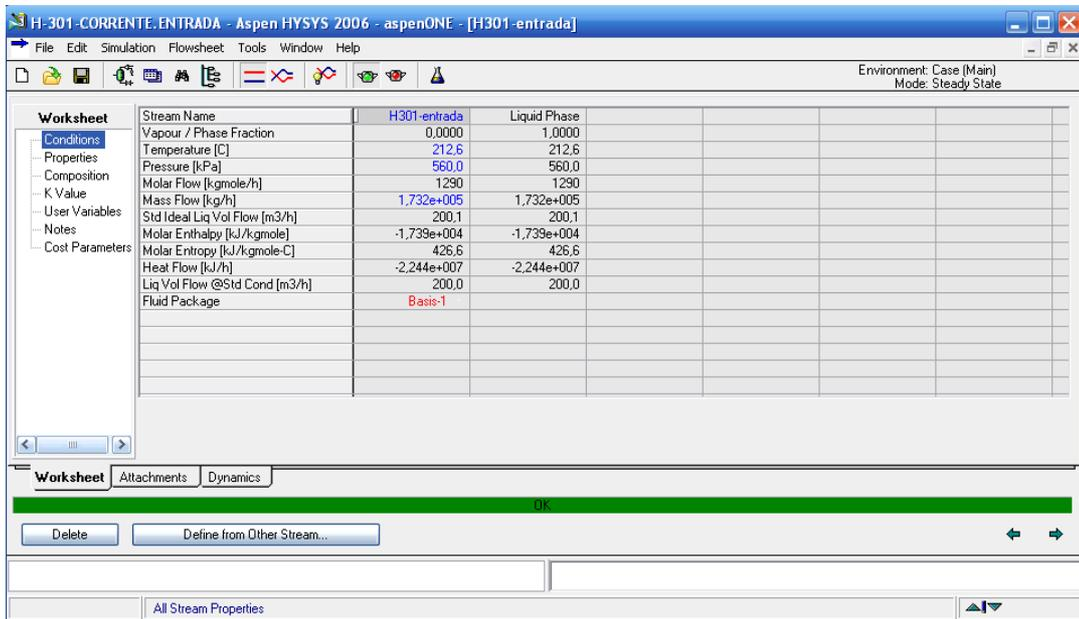 H-301-CORRENTE.ENTRADA - Aspen HYSYS 2006 - aspenONE - [H301-entrada]
File Edit Simulation Flowsheet Tools Window Help
Environment: Case (Main)
Mode: Steady State
Worksheet
Conditions
Properties
Composition
K Value
User Variables
Notes
Cost Parameters
Stream Name H301-entrada Liquid Phase
Vapour / Phase Fraction 0,0000 1,0000
Temperature [C] 212,6 212,6
Pressure [kPa] 560,0 560,0
Molar Flow [kgmole/h] 1290 1290
Mass Flow [kg/h] 1,732e+005 1,732e+005
Std Ideal Liq Vol Flow [m3/h] 200,1 200,1
Molar Enthalpy [kJ/kgmole] -1,739e+004 -1,739e+004
Molar Entropy [kJ/kgmole-C] 426,6 426,6
Heat Flow [kJ/h] -2,244e+007 -2,244e+007
Liq Vol Flow @Std Cond [m3/h] 200,0 200,0
Fluid Package Basis-1
Worksheet Attachments Dynamics
OK
Delete Define from Other Stream...
All Stream Properties